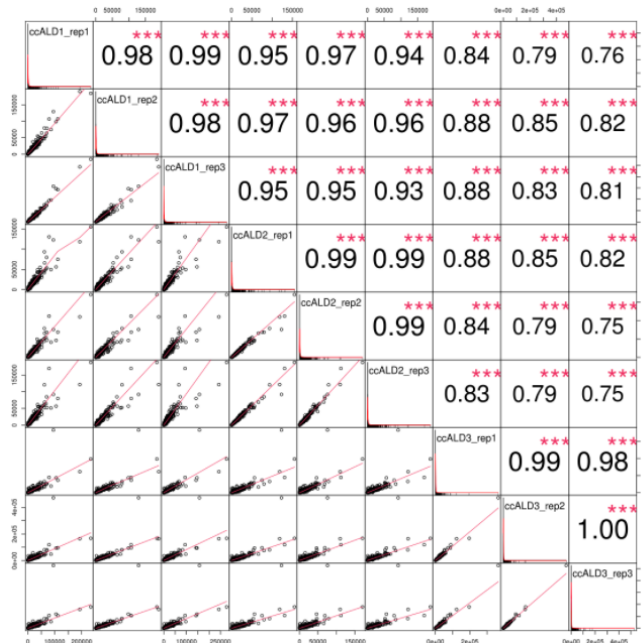 0 50000 150000 0 50000 150000 0 50000 150000 0e+00 2e+05 4e+05
ccALD1_rep1 *** 0.98 *** 0.99 *** 0.95 *** 0.97 *** 0.94 *** 0.84 *** 0.79 *** 0.76
0 50000 150000 ccALD1_rep2 *** 0.98 *** 0.97 *** 0.96 *** 0.96 *** 0.88 *** 0.85 *** 0.82
ccALD1_rep3 *** 0.95 *** 0.95 *** 0.93 *** 0.88 *** 0.83 *** 0.81
0 50000 150000 ccALD2_rep1 *** 0.99 *** 0.99 *** 0.88 *** 0.85 *** 0.82
ccALD2_rep2 *** 0.99 *** 0.84 *** 0.79 *** 0.75
0 50000 150000 ccALD2_rep3 *** 0.83 *** 0.79 *** 0.75
ccALD3_rep1 *** 0.99 *** 0.98
0e+00 2e+05 4e+05 ccALD3_rep2 *** 1.00
ccALD3_rep3
0 100000 200000 0 100000 250000 0 50000 150000 0e+00 2e+05 0e+00 2e+05 4e+05